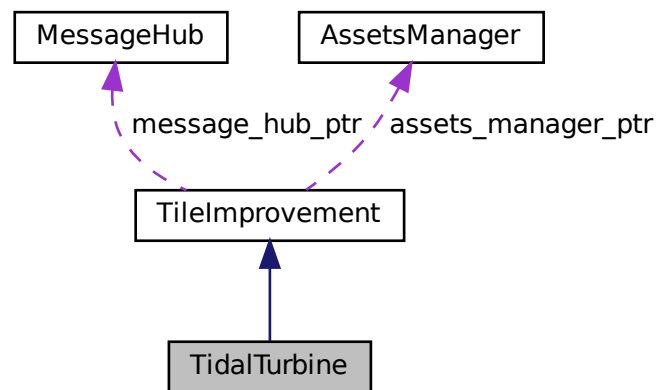 MessageHub
AssetsManager
message_hub_ptr
assets_manager_ptr
TileImprovement
TidalTurbine